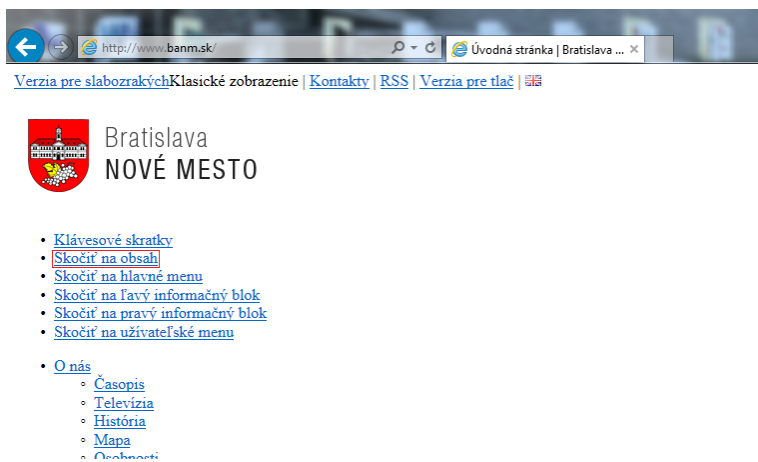 http://www.banm.sk/
Úvodná stránka | Bratislava ...
Verzia pre slabozrakýchKlasické zobrazenie | Kontakty | RSS | Verzia pre tlač |
Bratislava
NOVÉ MESTO
• Klávesové skratky
• Skočiť na obsah
• Skočiť na hlavné menu
• Skočiť na ľavý informačný blok
• Skočiť na pravý informačný blok
• Skočiť na užívateľské menu
• O nás
◦ Časopis
◦ Televízia
◦ História
◦ Mapa
◦ Osobnosti